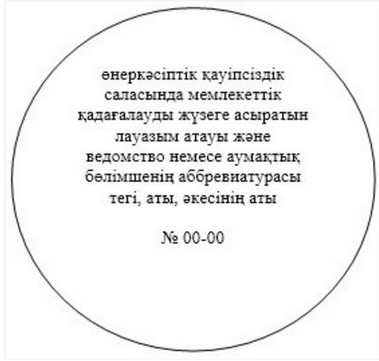 өнеркәсіптік қауіпсіздік
саласында мемлекеттік
қадағалауды жүзеге асыратын
лауазым атауы және
ведомство немесе аумақтық
бөлімшенің аббревиатурасы
тегі, аты, әкесінің аты
№ 00-00